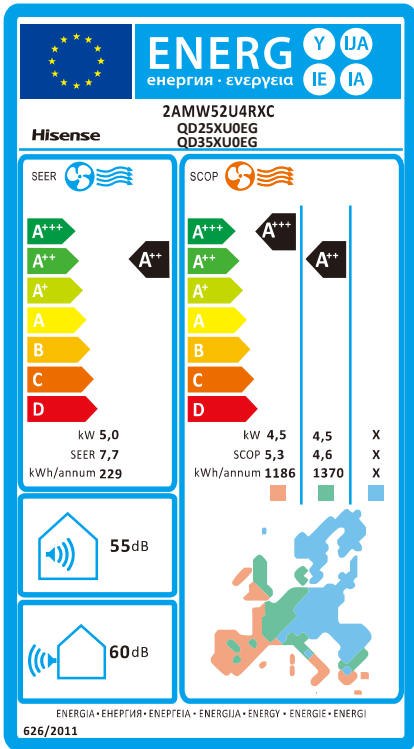 ENERG
енергия · ενεργεια
Y IJA
IE IA
2AMW52U4RXC
Hisense
QD25XU0EG
QD35XU0EG
SEER
A+++
A++
A+
A
B
C
D
A++
kW 5,0
SEER 7,7
kWh/annum 229
SCOP
A+++
A++
A+
A
B
C
D
A+++
A++
kW 4,5 4,5 X
SCOP 5,3 4,6 X
kWh/annum 1186 1370 X
55dB
60dB
ENERGIA · ЕНЕРГИЯ · ΕΝΕΡΓΕΙΑ · ENERGIJA · ENERGY · ENERGIE · ENERGI
626/2011